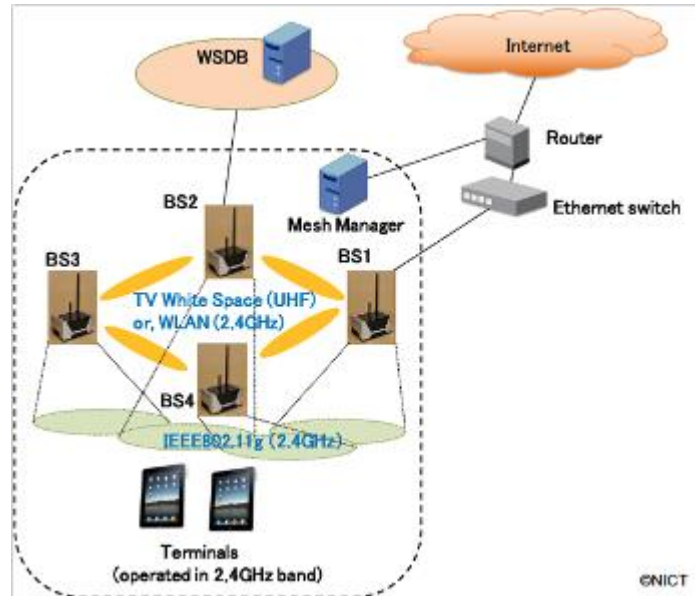 Internet
WSDB
Router
Ethernet switch
Mesh Manager
BS2
BS3
BS1
TV White Space (UHF)
or, WLAN (2,4GHz)
BS4
IEEE802,11g (2.4GHz)
Terminals
(operated in 2,4GHz band)
©NICT